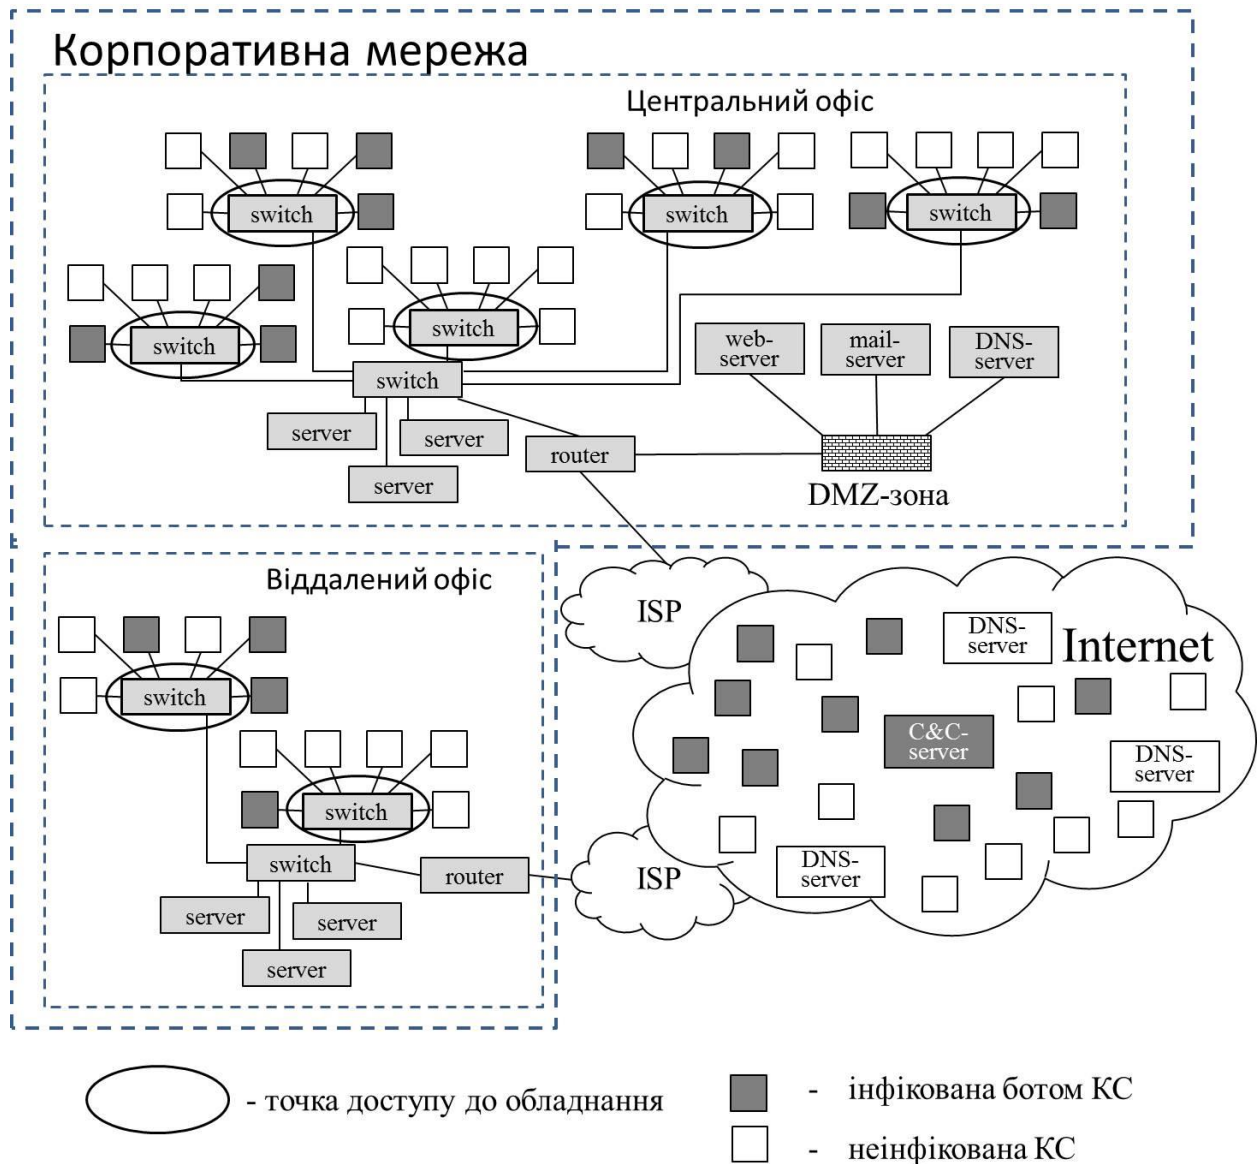 Корпоративна мережа
Центральний офіс
switch
switch
switch
switch
switch
switch
web-
server
mail-
server
DNS-
server
server
server
server
router
DMZ-зона
Віддалений офіс
switch
switch
switch
server
server
server
router
ISP
ISP
Internet
DNS-
server
C&C-
server
DNS-
server
DNS-
server
- точка доступу до обладнання
- інфікована ботом КС
- неінфікована КС